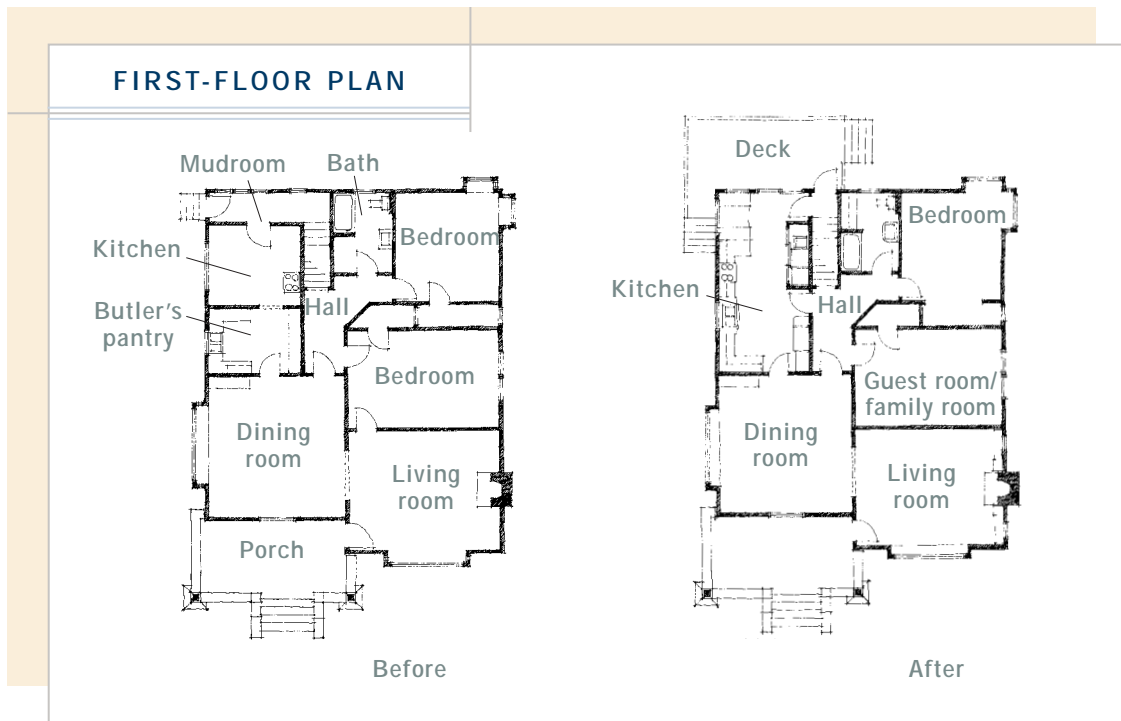 FIRST-FLOOR PLAN
Mudroom
Bath
Kitchen
Bedroom
Butler’s
pantry
Hall
Bedroom
Dining
room
Living
room
Porch
Before
Deck
Bedroom
Kitchen
Hall
Guest room/
family room
Dining
room
Living
room
After